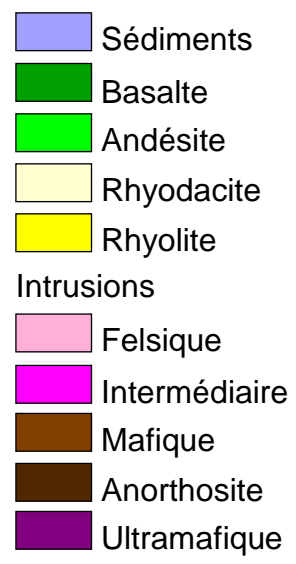 Sédiments
Basalte
Andésite
Rhyodacite
Rhyolite
Intrusions
Felsique
Intermédiaire
Mafique
Anorthosite
Ultramafique